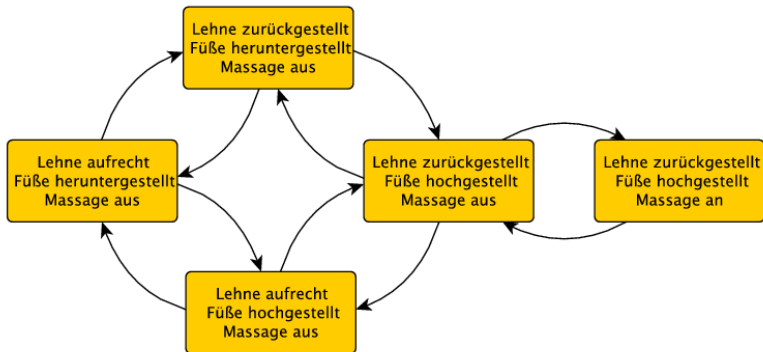 Lehne zurückgestellt
Füße heruntergestellt
Massage aus
Lehne aufrecht
Füße heruntergestellt
Massage aus
Lehne zurückgestellt
Füße hochgestellt
Massage aus
Lehne zurückgestellt
Füße hochgestellt
Massage an
Lehne aufrecht
Füße hochgestellt
Massage aus